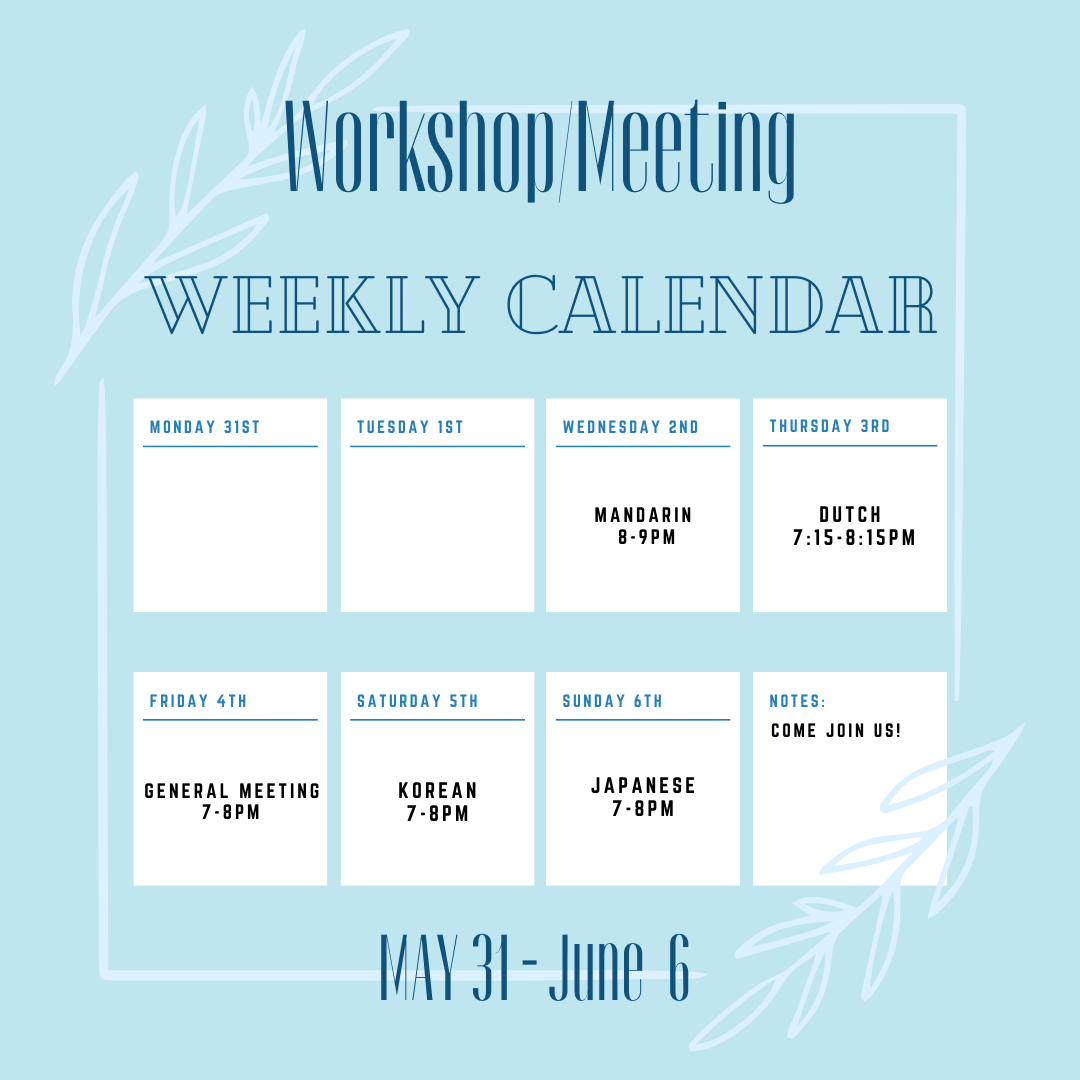 Workshop/Meeting
WEEKLY CALENDAR
MONDAY 31ST
TUESDAY 1ST
WEDNESDAY 2ND
MANDARIN
8-9PM
THURSDAY 3RD
DUTCH
7:15-8:15PM
FRIDAY 4TH
GENERAL MEETING
7-8PM
SATURDAY 5TH
KOREAN
7-8PM
SUNDAY 6TH
JAPANESE
7-8PM
NOTES:
COME JOIN US!
MAY 31 - June 6